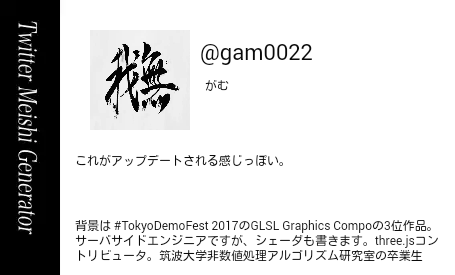 Twitter Meishi Generator
我無
@gam0022
がむ
これがアップデートされる感じっぽい。
背景は #TokyoDemoFest 2017のGLSL Graphics Compoの3位作品。
サーバサイドエンジニアですが、シェーダも書きます。three.jsコン
トリビュータ。筑波大学非数値処理アルゴリズム研究室の卒業生